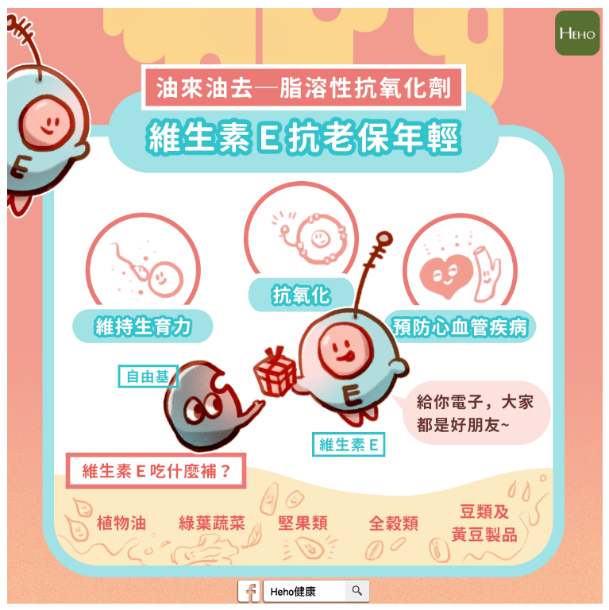 HEHO
油來油去─脂溶性抗氧化劑
維生素E抗老保年輕
E
維持生育力
抗氧化
預防心血管疾病
自由基
E
維生素E
給你電子，大家
都是好朋友~
維生素E吃什麼補？
植物油
綠葉蔬菜
堅果類
全穀類
豆類及
黃豆製品
f
Heho健康